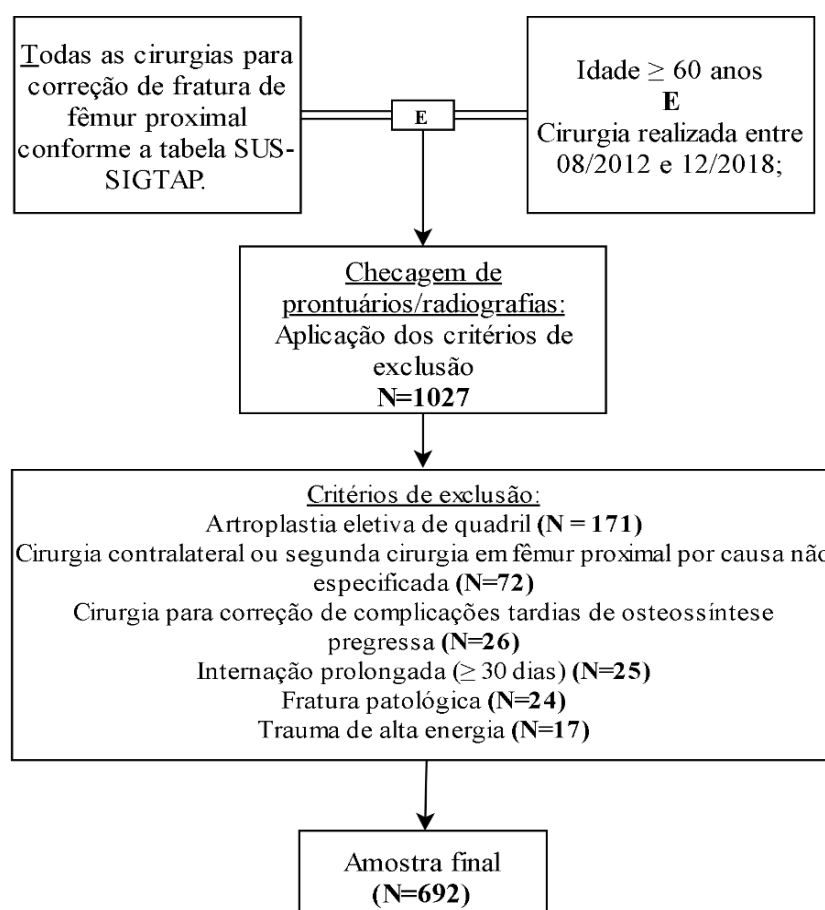 Todas as cirurgias para
correção de fratura de
fêmur proximal
conforme a tabela SUS-
SIGTAP.
E
Idade ≥ 60 anos
E
Cirurgia realizada entre
08/2012 e 12/2018;
Checagem de
prontuários/radiografias:
Aplicação dos critérios de
exclusão
N=1027
Critérios de exclusão:
Artroplastia eletiva de quadril (N = 171)
Cirurgia contralateral ou segunda cirurgia em fêmur proximal por causa não
especificada (N=72)
Cirurgia para correção de complicações tardias de osteossíntese
pregressa (N=26)
Internação prolongada (≥ 30 dias) (N=25)
Fratura patológica (N=24)
Trauma de alta energia (N=17)
Amostra final
(N=692)